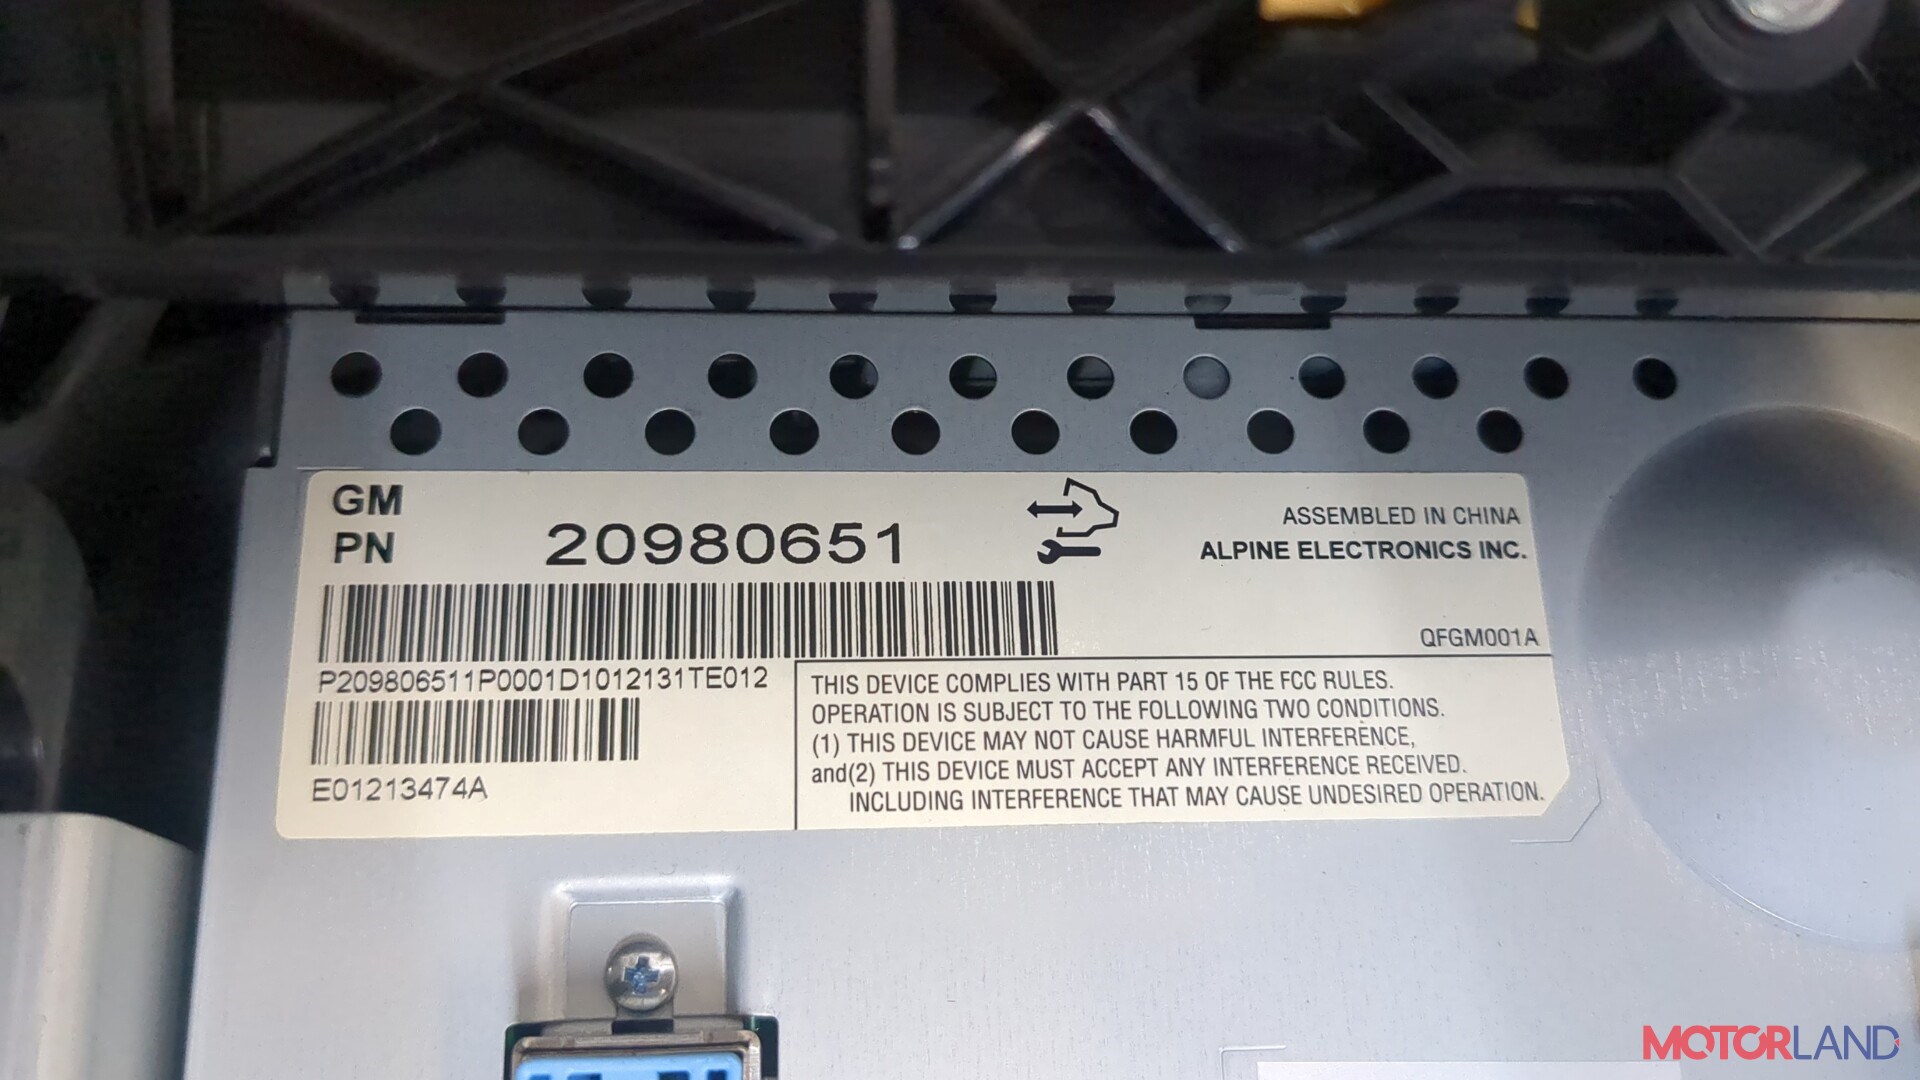 GM
PN
20980651
ASSEMBLED IN CHINA
ALPINE ELECTRONICS INC.
QFGM001A
P209806511P0001D1012131TE012
E01213474A
THIS DEVICE COMPLIES WITH PART 15 OF THE FCC RULES.
OPERATION IS SUBJECT TO THE FOLLOWING TWO CONDITIONS.
(1) THIS DEVICE MAY NOT CAUSE HARMFUL INTERFERENCE,
and(2) THIS DEVICE MUST ACCEPT ANY INTERFERENCE RECEIVED.
INCLUDING INTERFERENCE THAT MAY CAUSE UNDESIRED OPERATION.
MOTORLAND